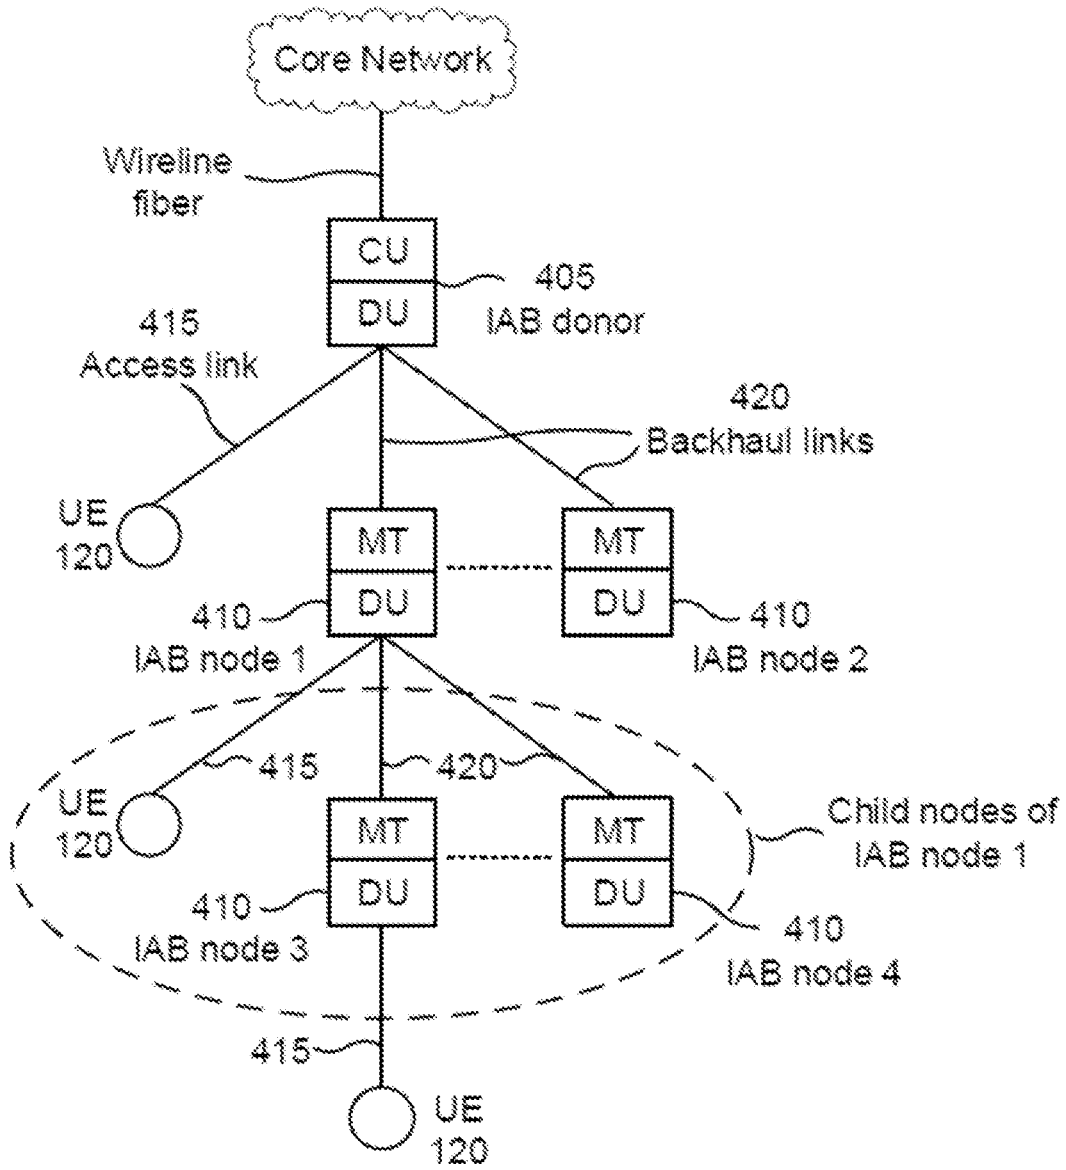 Core Network
Wireline
fiber
CU
DU
405
IAB donor
415
Access link
420
Backhaul links
UE
120
MT
DU
MT
DU
410
IAB node 1
410
IAB node 2
415
420
UE
120
MT
DU
MT
DU
Child nodes of
IAB node 1
410
IAB node 3
410
IAB node 4
415
UE
120